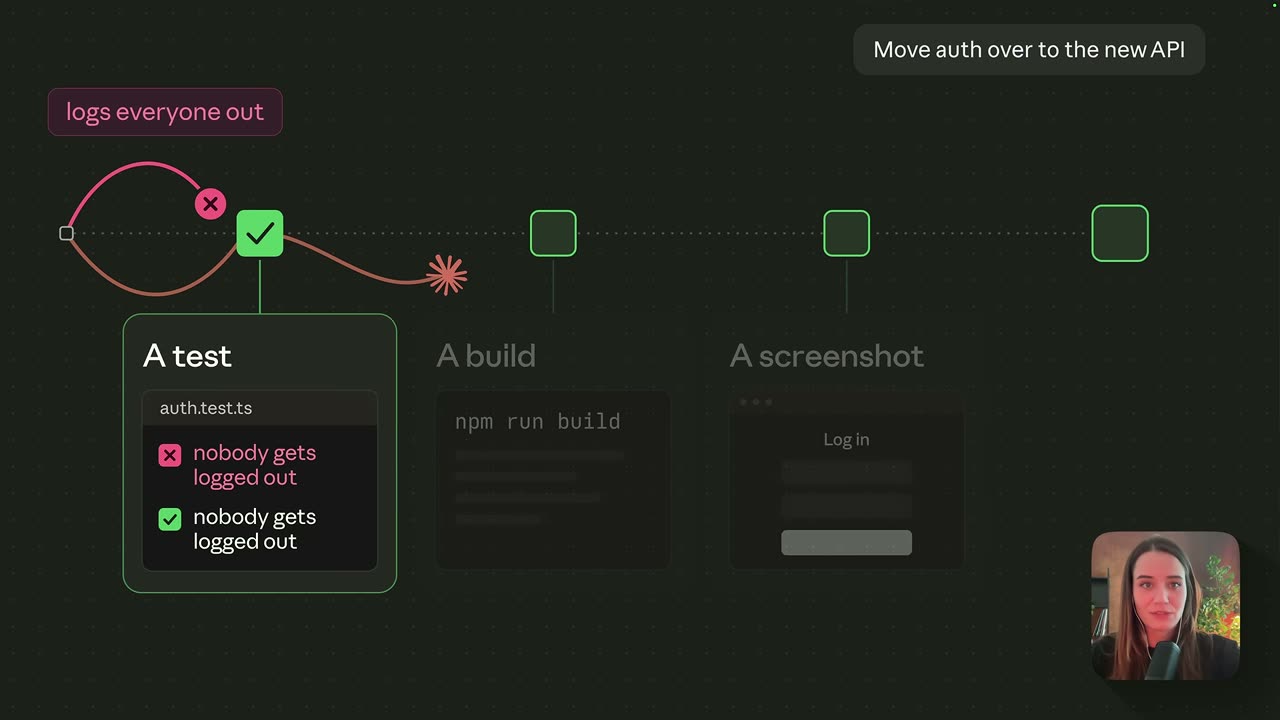 Move auth over to the new API
logs everyone out
A test
auth.test.ts
nobody gets
logged out
nobody gets
logged out
A build
npm run build
A screenshot
Log in